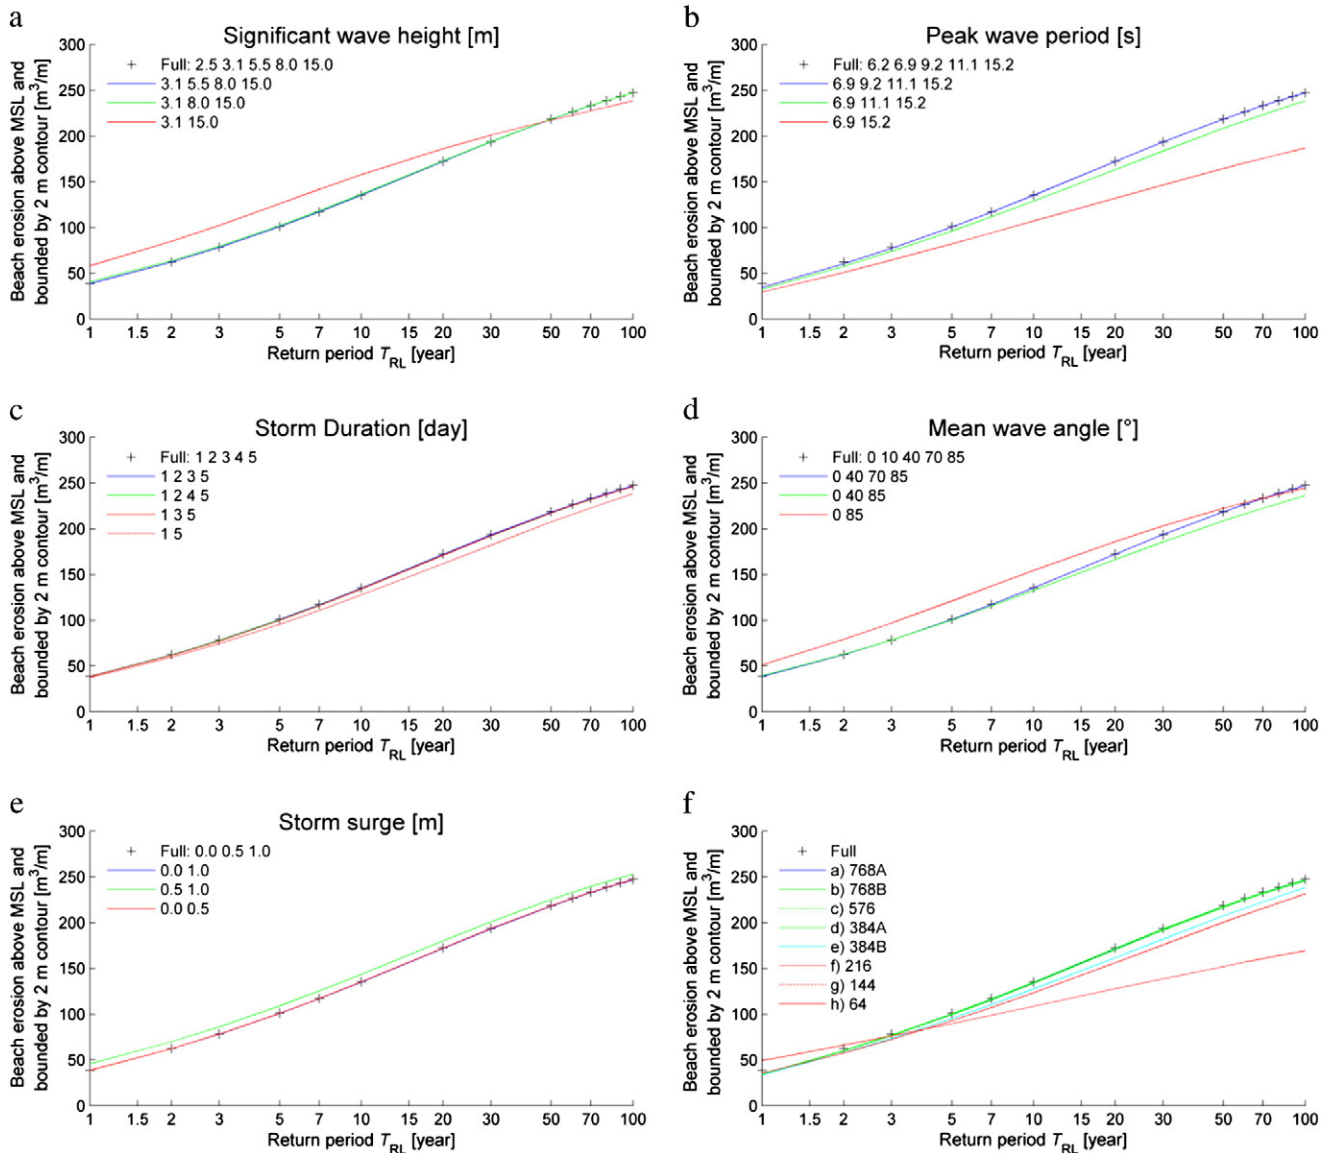 a
Significant wave height [m]
Beach erosion above MSL and
bounded by 2 m contour [m³/m]
300
250
200
150
100
50
0
+ Full: 2.5 3.1 5.5 8.0 15.0
3.1 5.5 8.0 15.0
3.1 8.0 15.0
3.1 15.0
1 1.5 2 3 5 7 10 15 20 30 50 70 100
Return period T_RL [year]
b
Peak wave period [s]
Beach erosion above MSL and
bounded by 2 m contour [m³/m]
300
250
200
150
100
50
0
+ Full: 6.2 6.9 9.2 11.1 15.2
6.9 9.2 11.1 15.2
6.9 11.1 15.2
6.9 15.2
1 1.5 2 3 5 7 10 15 20 30 50 70 100
Return period T_RL [year]
c
Storm Duration [day]
Beach erosion above MSL and
bounded by 2 m contour [m³/m]
300
250
200
150
100
50
0
+ Full: 1 2 3 4 5
1 2 3 5
1 2 4 5
1 3 5
1 5
1 1.5 2 3 5 7 10 15 20 30 50 70 100
Return period T_RL [year]
d
Mean wave angle [°]
Beach erosion above MSL and
bounded by 2 m contour [m³/m]
300
250
200
150
100
50
0
+ Full: 0 10 40 70 85
0 40 70 85
0 40 85
0 85
1 1.5 2 3 5 7 10 15 20 30 50 70 100
Return period T_RL [year]
e
Storm surge [m]
Beach erosion above MSL and
bounded by 2 m contour [m³/m]
300
250
200
150
100
50
0
+ Full: 0.0 0.5 1.0
0.0 1.0
0.5 1.0
0.0 0.5
1 1.5 2 3 5 7 10 15 20 30 50 70 100
Return period T_RL [year]
f
Beach erosion above MSL and
bounded by 2 m contour [m³/m]
300
250
200
150
100
50
0
+ Full
a) 768A
b) 768B
c) 576
d) 384A
e) 384B
f) 216
g) 144
h) 64
1 1.5 2 3 5 7 10 15 20 30 50 70 100
Return period T_RL [year]